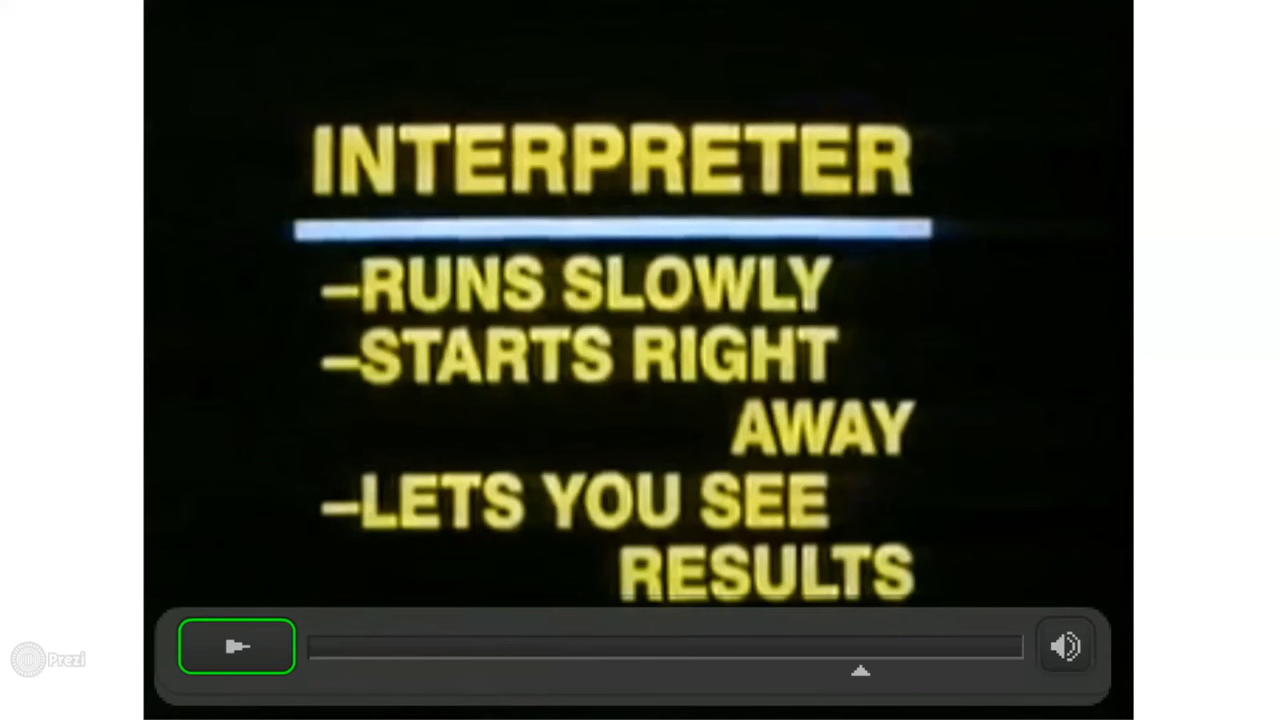 INTERPRETER
–RUNS SLOWLY
–STARTS RIGHT
AWAY
–LETS YOU SEE
RESULTS
Prezi